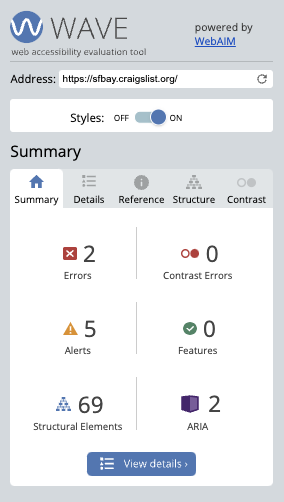 WAVE
powered by
WebAIM
web accessibility evaluation tool
Address: https://sfbay.craigslist.org/
Styles: OFF ON
Summary
Summary Details Reference Structure Contrast
2 0
Errors Contrast Errors
5 0
Alerts Features
69 2
Structural Elements ARIA
View details ›